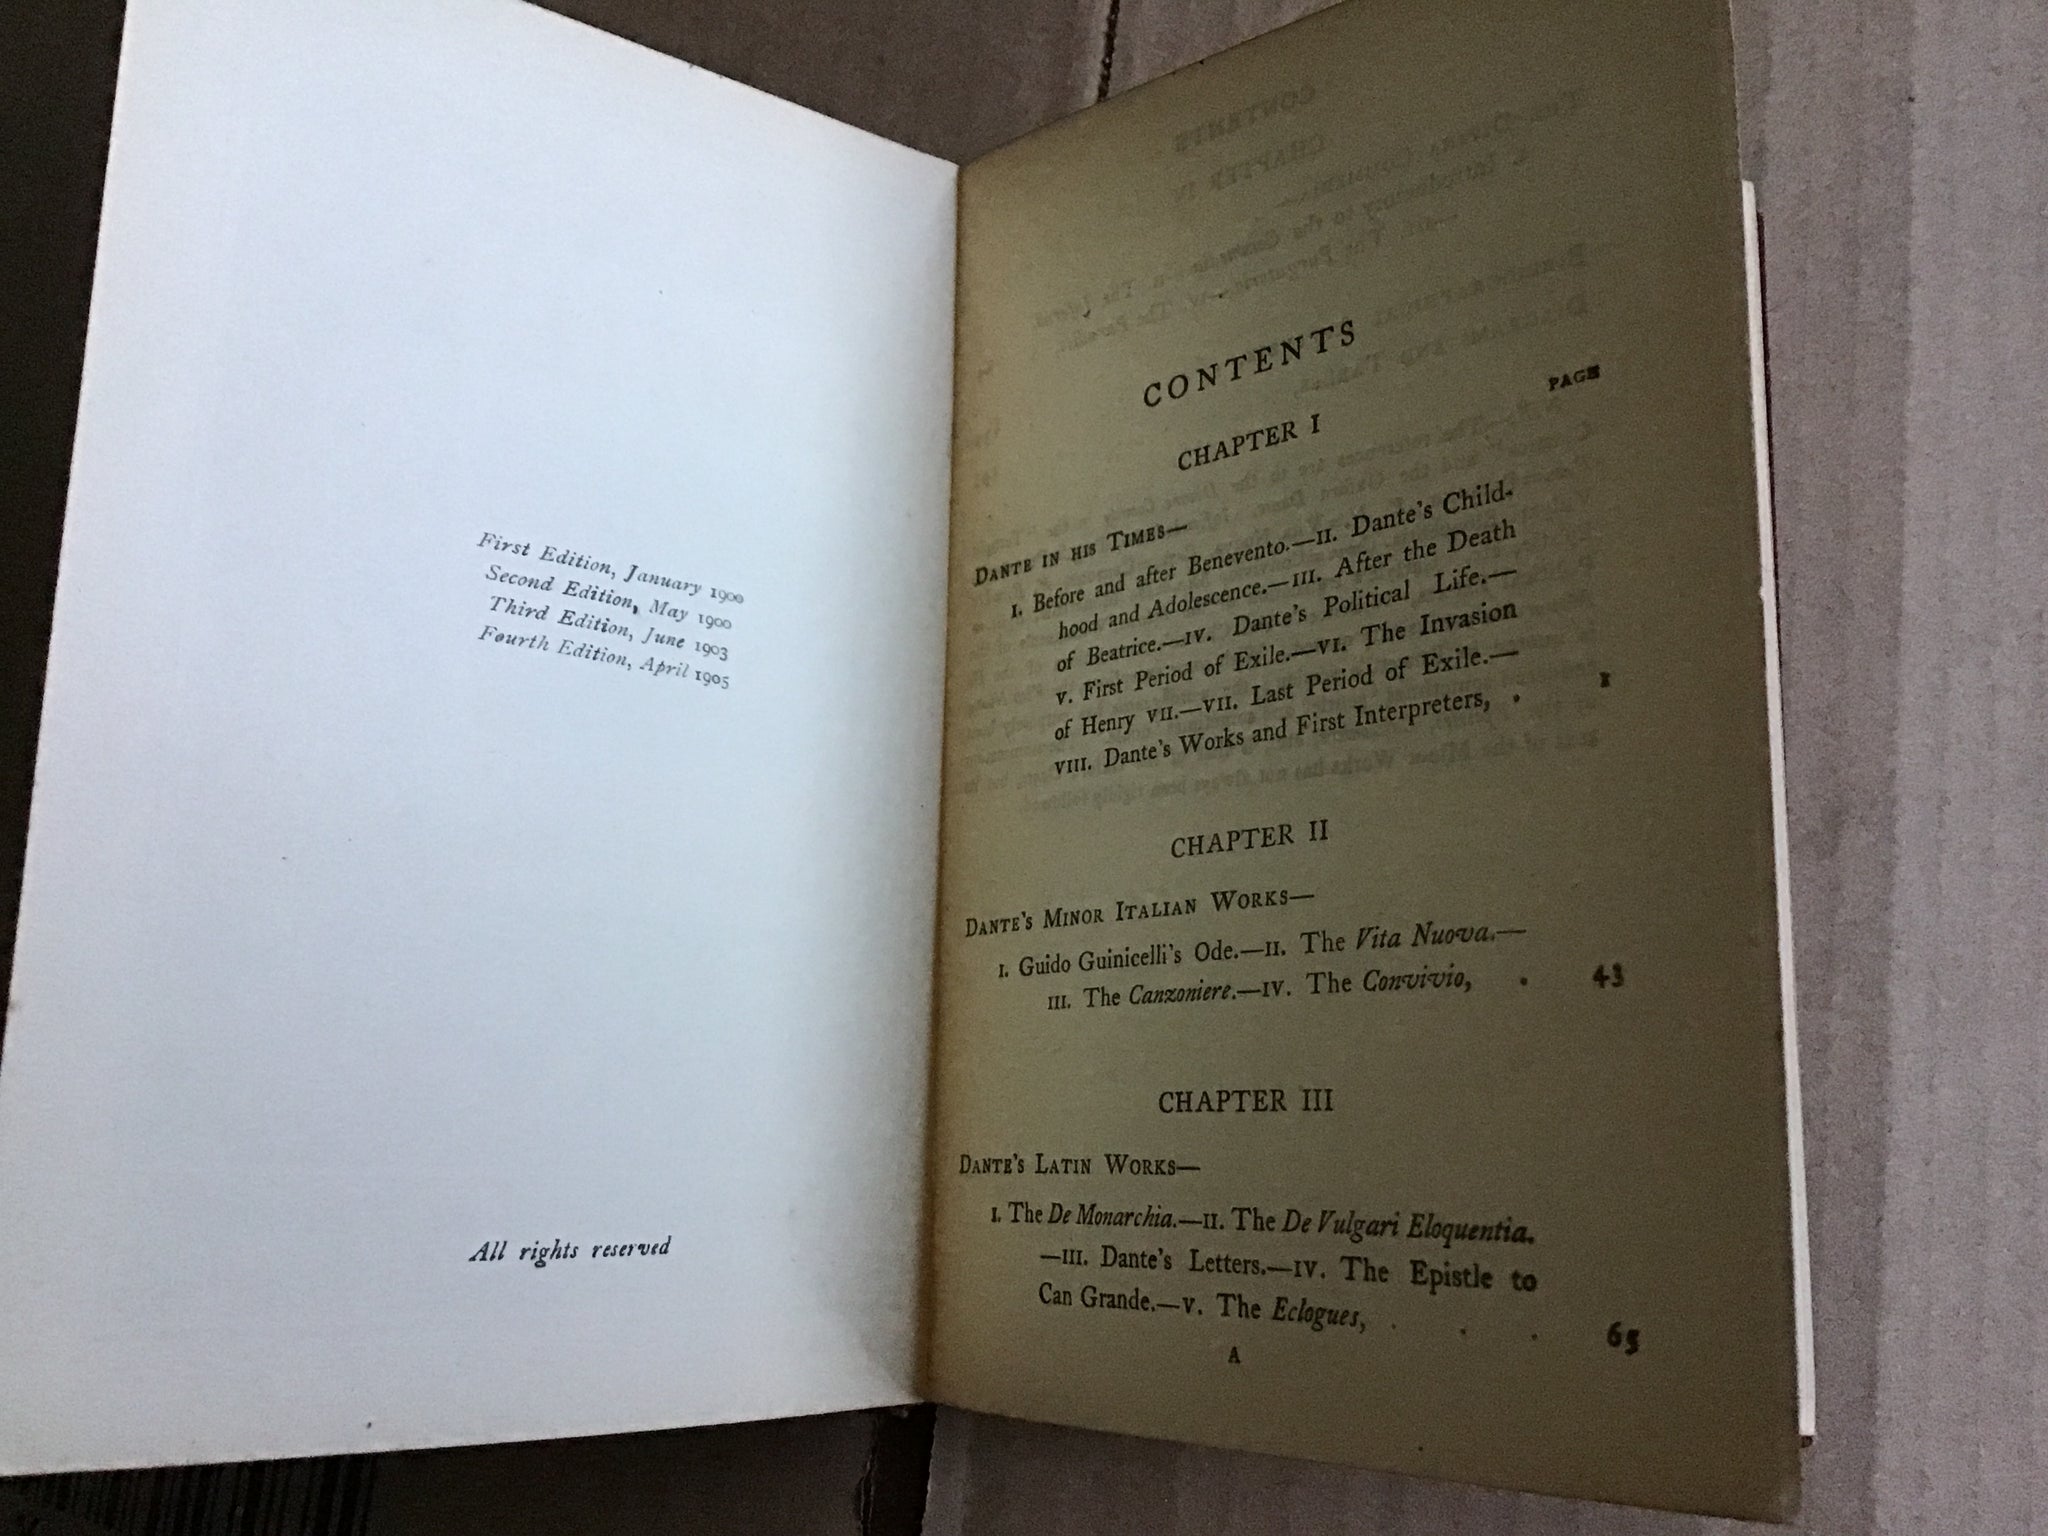 First Edition, January 1900
Second Edition, May 1900
Third Edition, June 1903
Fourth Edition, April 1905
All rights reserved
CONTENTS
PAGE
CHAPTER I
DANTE IN HIS TIMES—
I. Before and after Benevento.—II. Dante's Child-
hood and Adolescence.—III. After the Death
of Beatrice.—IV. Dante's Political Life.—
V. First Period of Exile.—VI. The Invasion
of Henry VII.—VII. Last Period of Exile.—
VIII. Dante's Works and First Interpreters, . 1
CHAPTER II
DANTE'S MINOR ITALIAN WORKS—
I. Guido Guinicelli's Ode.—II. The Vita Nuova.—
III. The Canzoniere.—IV. The Convivio, . 43
CHAPTER III
DANTE'S LATIN WORKS—
I. The De Monarchia.—II. The De Vulgari Eloquentia.
—III. Dante's Letters.—IV. The Epistle to
Can Grande.—V. The Eclogues, . . . 65
A